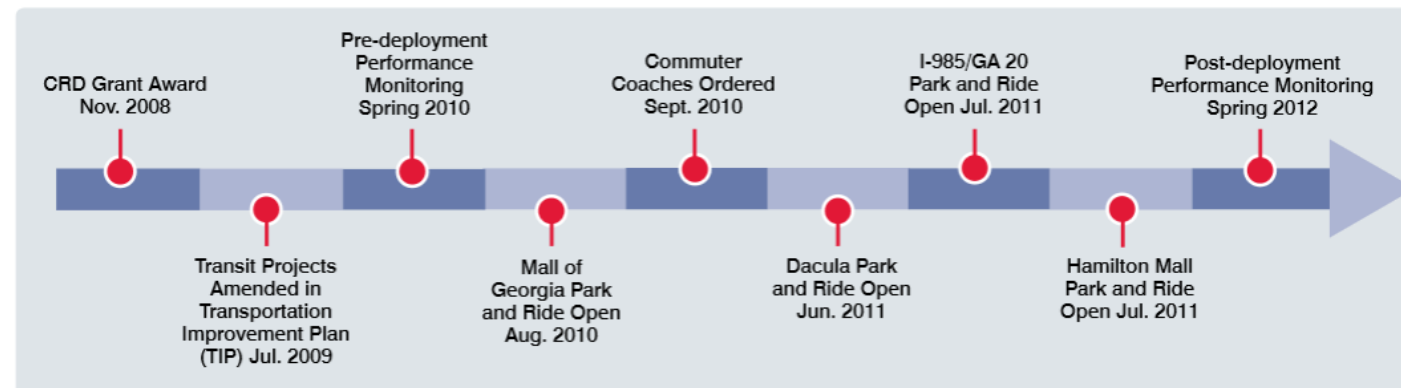 CRD Grant Award
Nov. 2008
Transit Projects
Amended in
Transportation
Improvement Plan
(TIP) Jul. 2009
Pre-deployment
Performance
Monitoring
Spring 2010
Mall of
Georgia Park
and Ride Open
Aug. 2010
Commuter
Coaches Ordered
Sept. 2010
Dacula Park
and Ride Open
Jun. 2011
I-985/GA 20
Park and Ride
Open Jul. 2011
Hamilton Mall
Park and Ride
Open Jul. 2011
Post-deployment
Performance Monitoring
Spring 2012